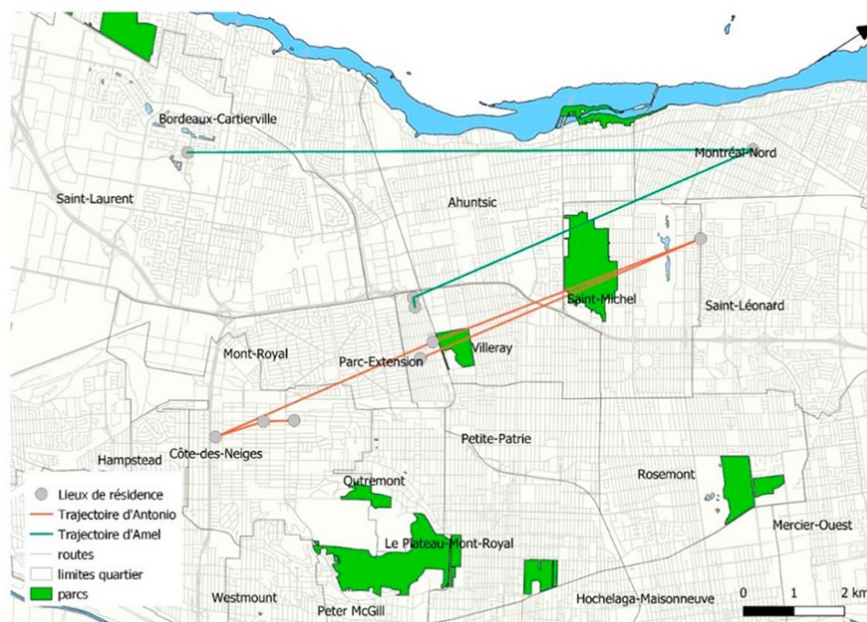 Bordeaux-Cartierville
Montréal-Nord
Saint-Laurent
Ahuntsic
Saint-Michel
Saint-Léonard
Mont-Royal
Parc-Extension
Villeray
Petite-Patrie
Hampstead
Côte-des-Neiges
Outremont
Rosemont
Mercier-Ouest
Le Plateau-Mont-Royal
Westmount
Peter McGill
Hochelaga-Maisonneuve
Lieux de résidence
Trajectoire d'Antonio
Trajectoire d'Amel
routes
limites quartier
parcs
0 1 2 km